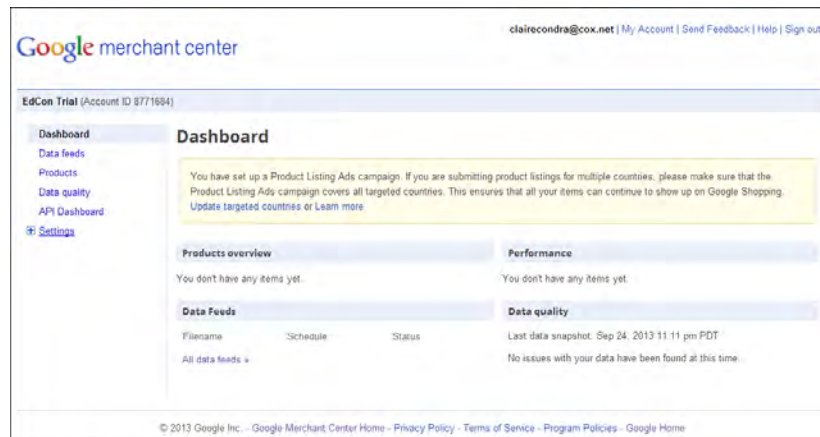 clairecondra@cox.net | My Account | Send Feedback | Help | Sign out
Google merchant center
EdCon Trial (Account ID 8771684)
Dashboard
Data feeds
Products
Data quality
API Dashboard
Settings
Dashboard
You have set up a Product Listing Ads campaign. If you are submitting product listings for multiple countries, please make sure that the
Product Listing Ads campaign covers all targeted countries. This ensures that all your items can continue to show up on Google Shopping.
Update targeted countries or Learn more
Products overview
You don't have any items yet.
Performance
You don't have any items yet.
Data Feeds
Filename Schedule Status
All data feeds »
Data quality
Last data snapshot: Sep 24, 2013 11:11 pm PDT
No issues with your data have been found at this time.
© 2013 Google Inc. - Google Merchant Center Home - Privacy Policy - Terms of Service - Program Policies - Google Home